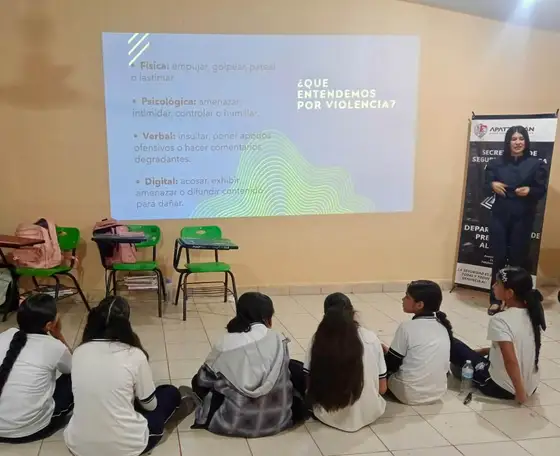 • Física: empujar, golpear, patear
o lastimar.
• Psicológica: amenazar,
intimidar, controlar o humillar.
• Verbal: insultar, poner apodos
ofensivos o hacer comentarios
degradantes.
• Digital: acosar, exhibir,
amenazar o difundir contenido
para dañar.
¿QUE
ENTENDEMOS
POR VIOLENCIA?
APATZINGÁN